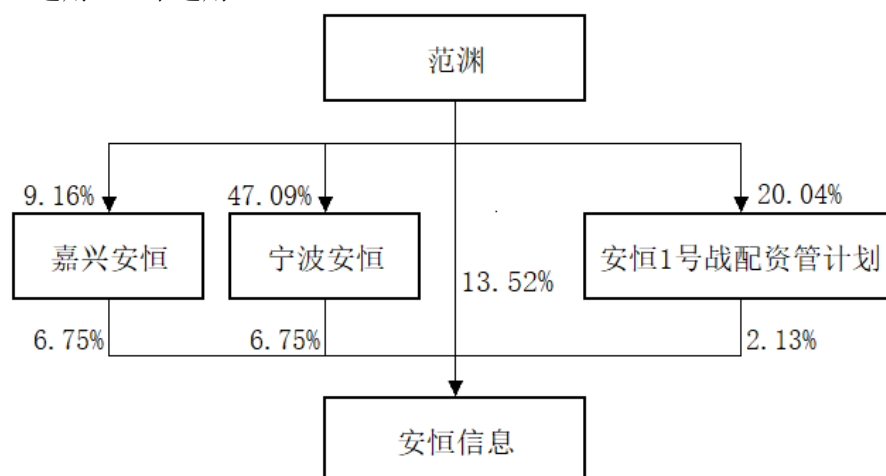 范渊
9.16%
47.09%
20.04%
嘉兴安恒
宁波安恒
安恒1号战配资管计划
13.52%
6.75%
6.75%
2.13%
安恒信息